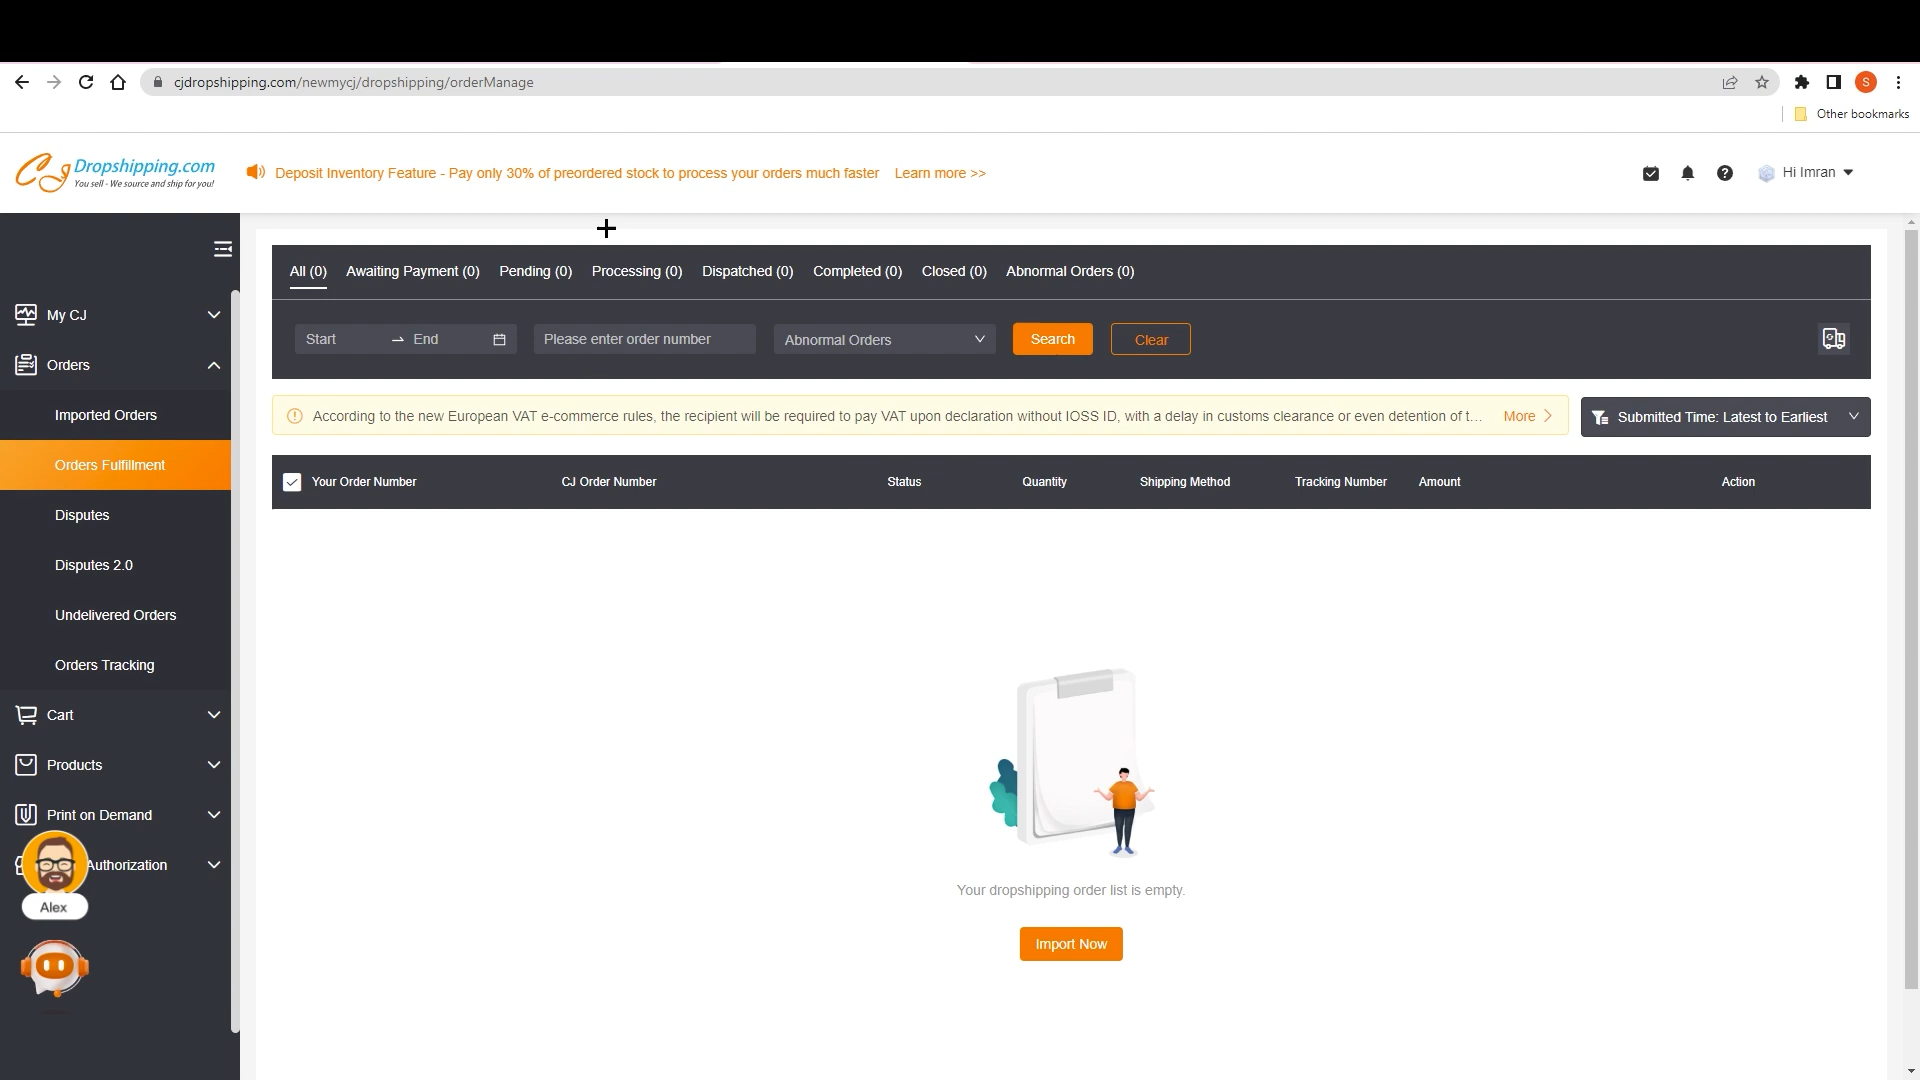 cjdropshipping.com/newmycj/dropshipping/orderManage
S
Other bookmarks
CJ Dropshipping.com
You sell - We source and ship for you!
Deposit Inventory Feature - Pay only 30% of preordered stock to process your orders much faster Learn more >>
Hi Imran
All (0) Awaiting Payment (0) Pending (0) Processing (0) Dispatched (0) Completed (0) Closed (0) Abnormal Orders (0)
Start End Please enter order number Abnormal Orders Search Clear
According to the new European VAT e-commerce rules, the recipient will be required to pay VAT upon declaration without IOSS ID, with a delay in customs clearance or even detention of t... More
Submitted Time: Latest to Earliest
Your Order Number CJ Order Number Status Quantity Shipping Method Tracking Number Amount Action
My CJ
Orders
Imported Orders
Orders Fulfillment
Disputes
Disputes 2.0
Undelivered Orders
Orders Tracking
Cart
Products
Print on Demand
Authorization
Alex
Your dropshipping order list is empty.
Import Now